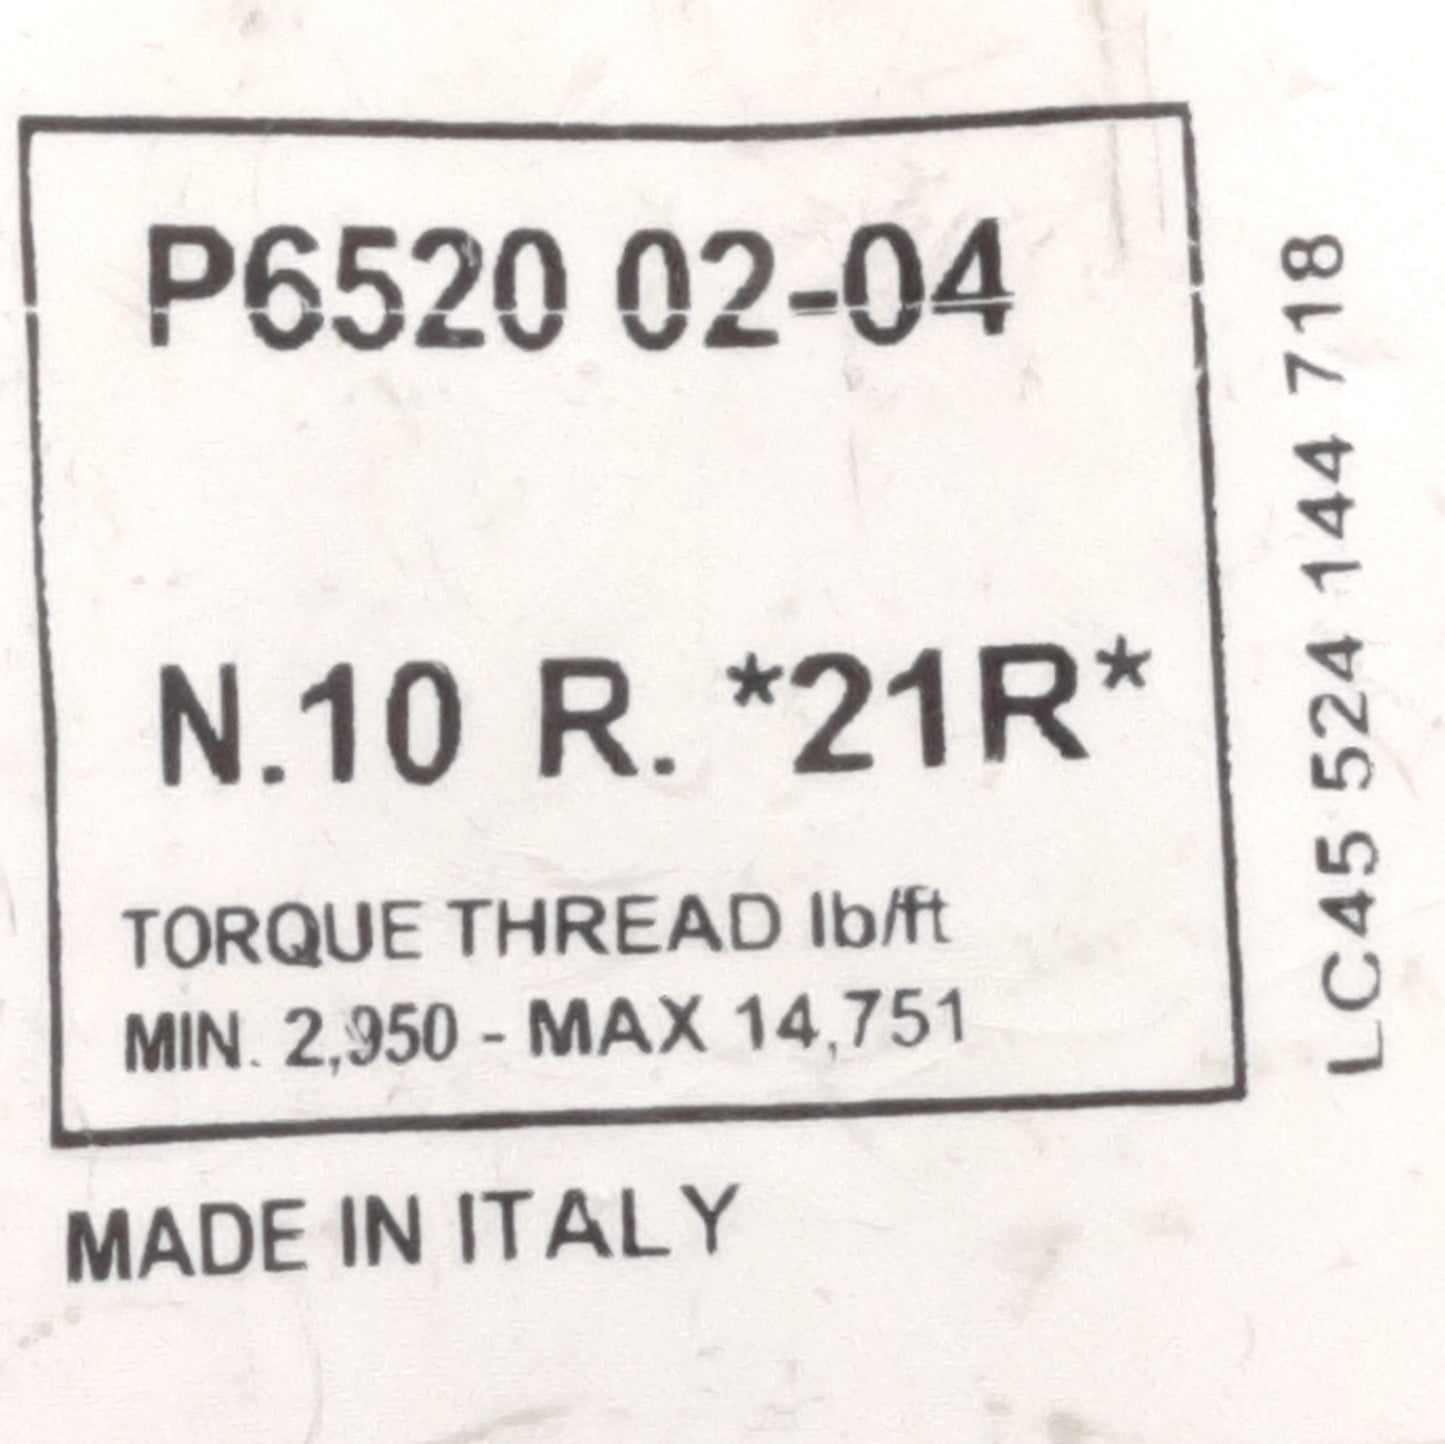 P6520 02-04
N.10 R. *21R*
TORQUE THREAD lb/ft
MIN. 2,950 - MAX 14,751
MADE IN ITALY
LC45 524 144 718